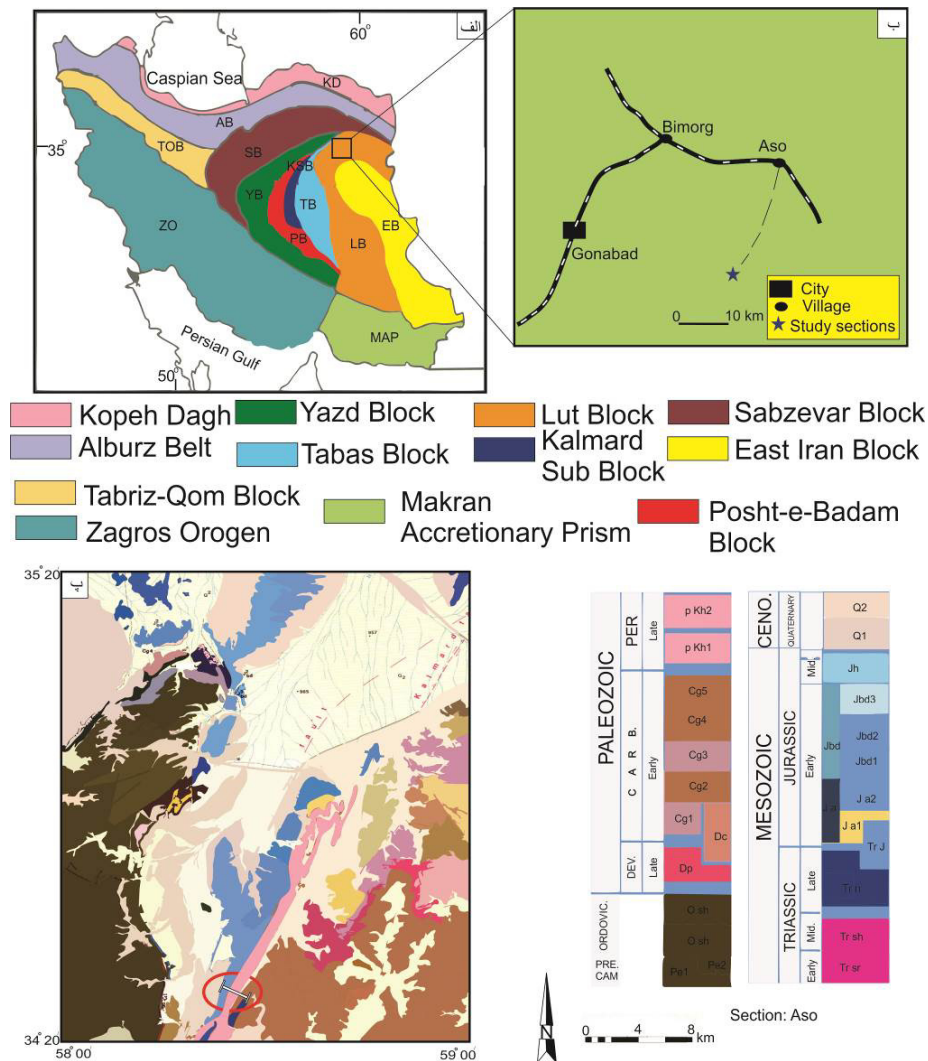 الف
60°
Caspian Sea
KD
AB
35°
TOB
SB
KSB
YB
TB
ZO
EB
PB
LB
MAP
Persian Gulf
50°
ب
Bimorg
Aso
Gonabad
City
Village
Study sections
0 10 km
Kopeh Dagh
Yazd Block
Lut Block
Sabzevar Block
Alburz Belt
Tabas Block
Kalmard
Sub Block
East Iran Block
Tabriz-Qom Block
Makran
Accretionary Prism
Posht-e-Badam
Block
Zagros Orogen
35° 20
fault
Kalmard
34° 20
58° 00
59° 00
PALEOZOIC
PER
Late
p Kh2
p Kh1
C A R B.
Early
Cg5
Cg4
Cg3
Cg2
Cg1
Dc
DEV.
Late
Dp
ORDOVIC.
O sh
O sh
PRE.
CAM
Pe1
Pe2
CENO.
QUATERNARY
Q2
Q1
MESOZOIC
JURASSIC
Mid.
Jh
Early
Jbd
Jbd3
Jbd2
Jbd1
J a
J a2
J a1
Tr J
TRIASSIC
Late
Tr n
Mid.
Tr sh
Early
Tr sr
N
0 4 8
km
Section: Aso